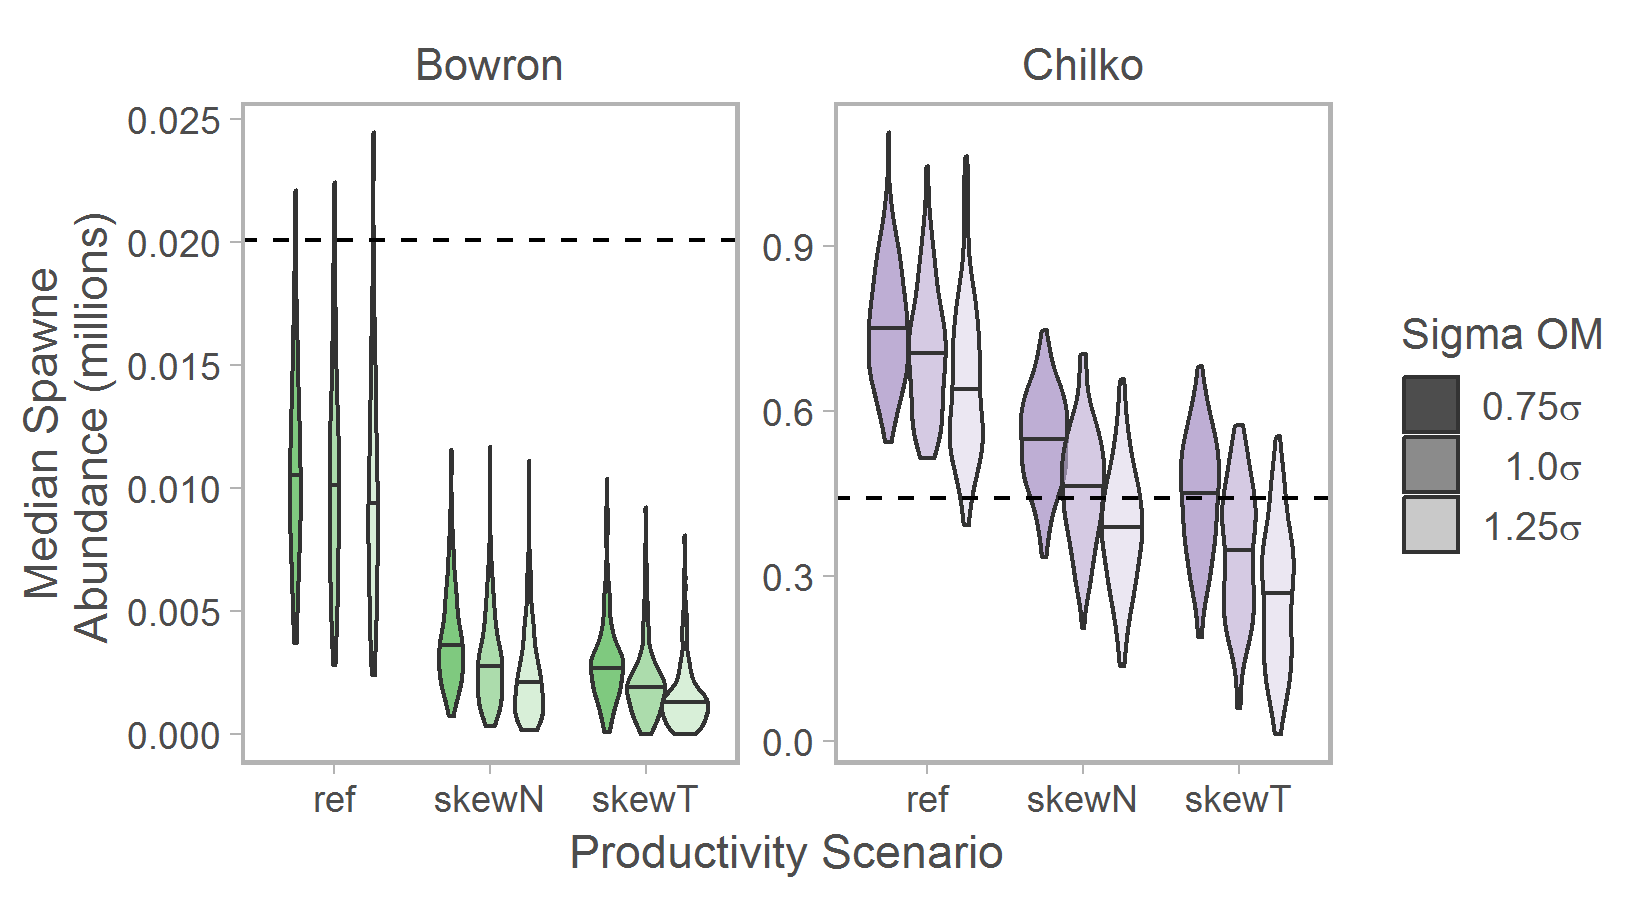 Bowron
Chilko
Median Spawne
Abundance (millions)
0.025
0.020
0.015
0.010
0.005
0.000
0.9
0.6
0.3
0.0
ref
skewN
skewT
ref
skewN
skewT
Productivity Scenario
Sigma OM
0.75σ
1.0σ
1.25σ